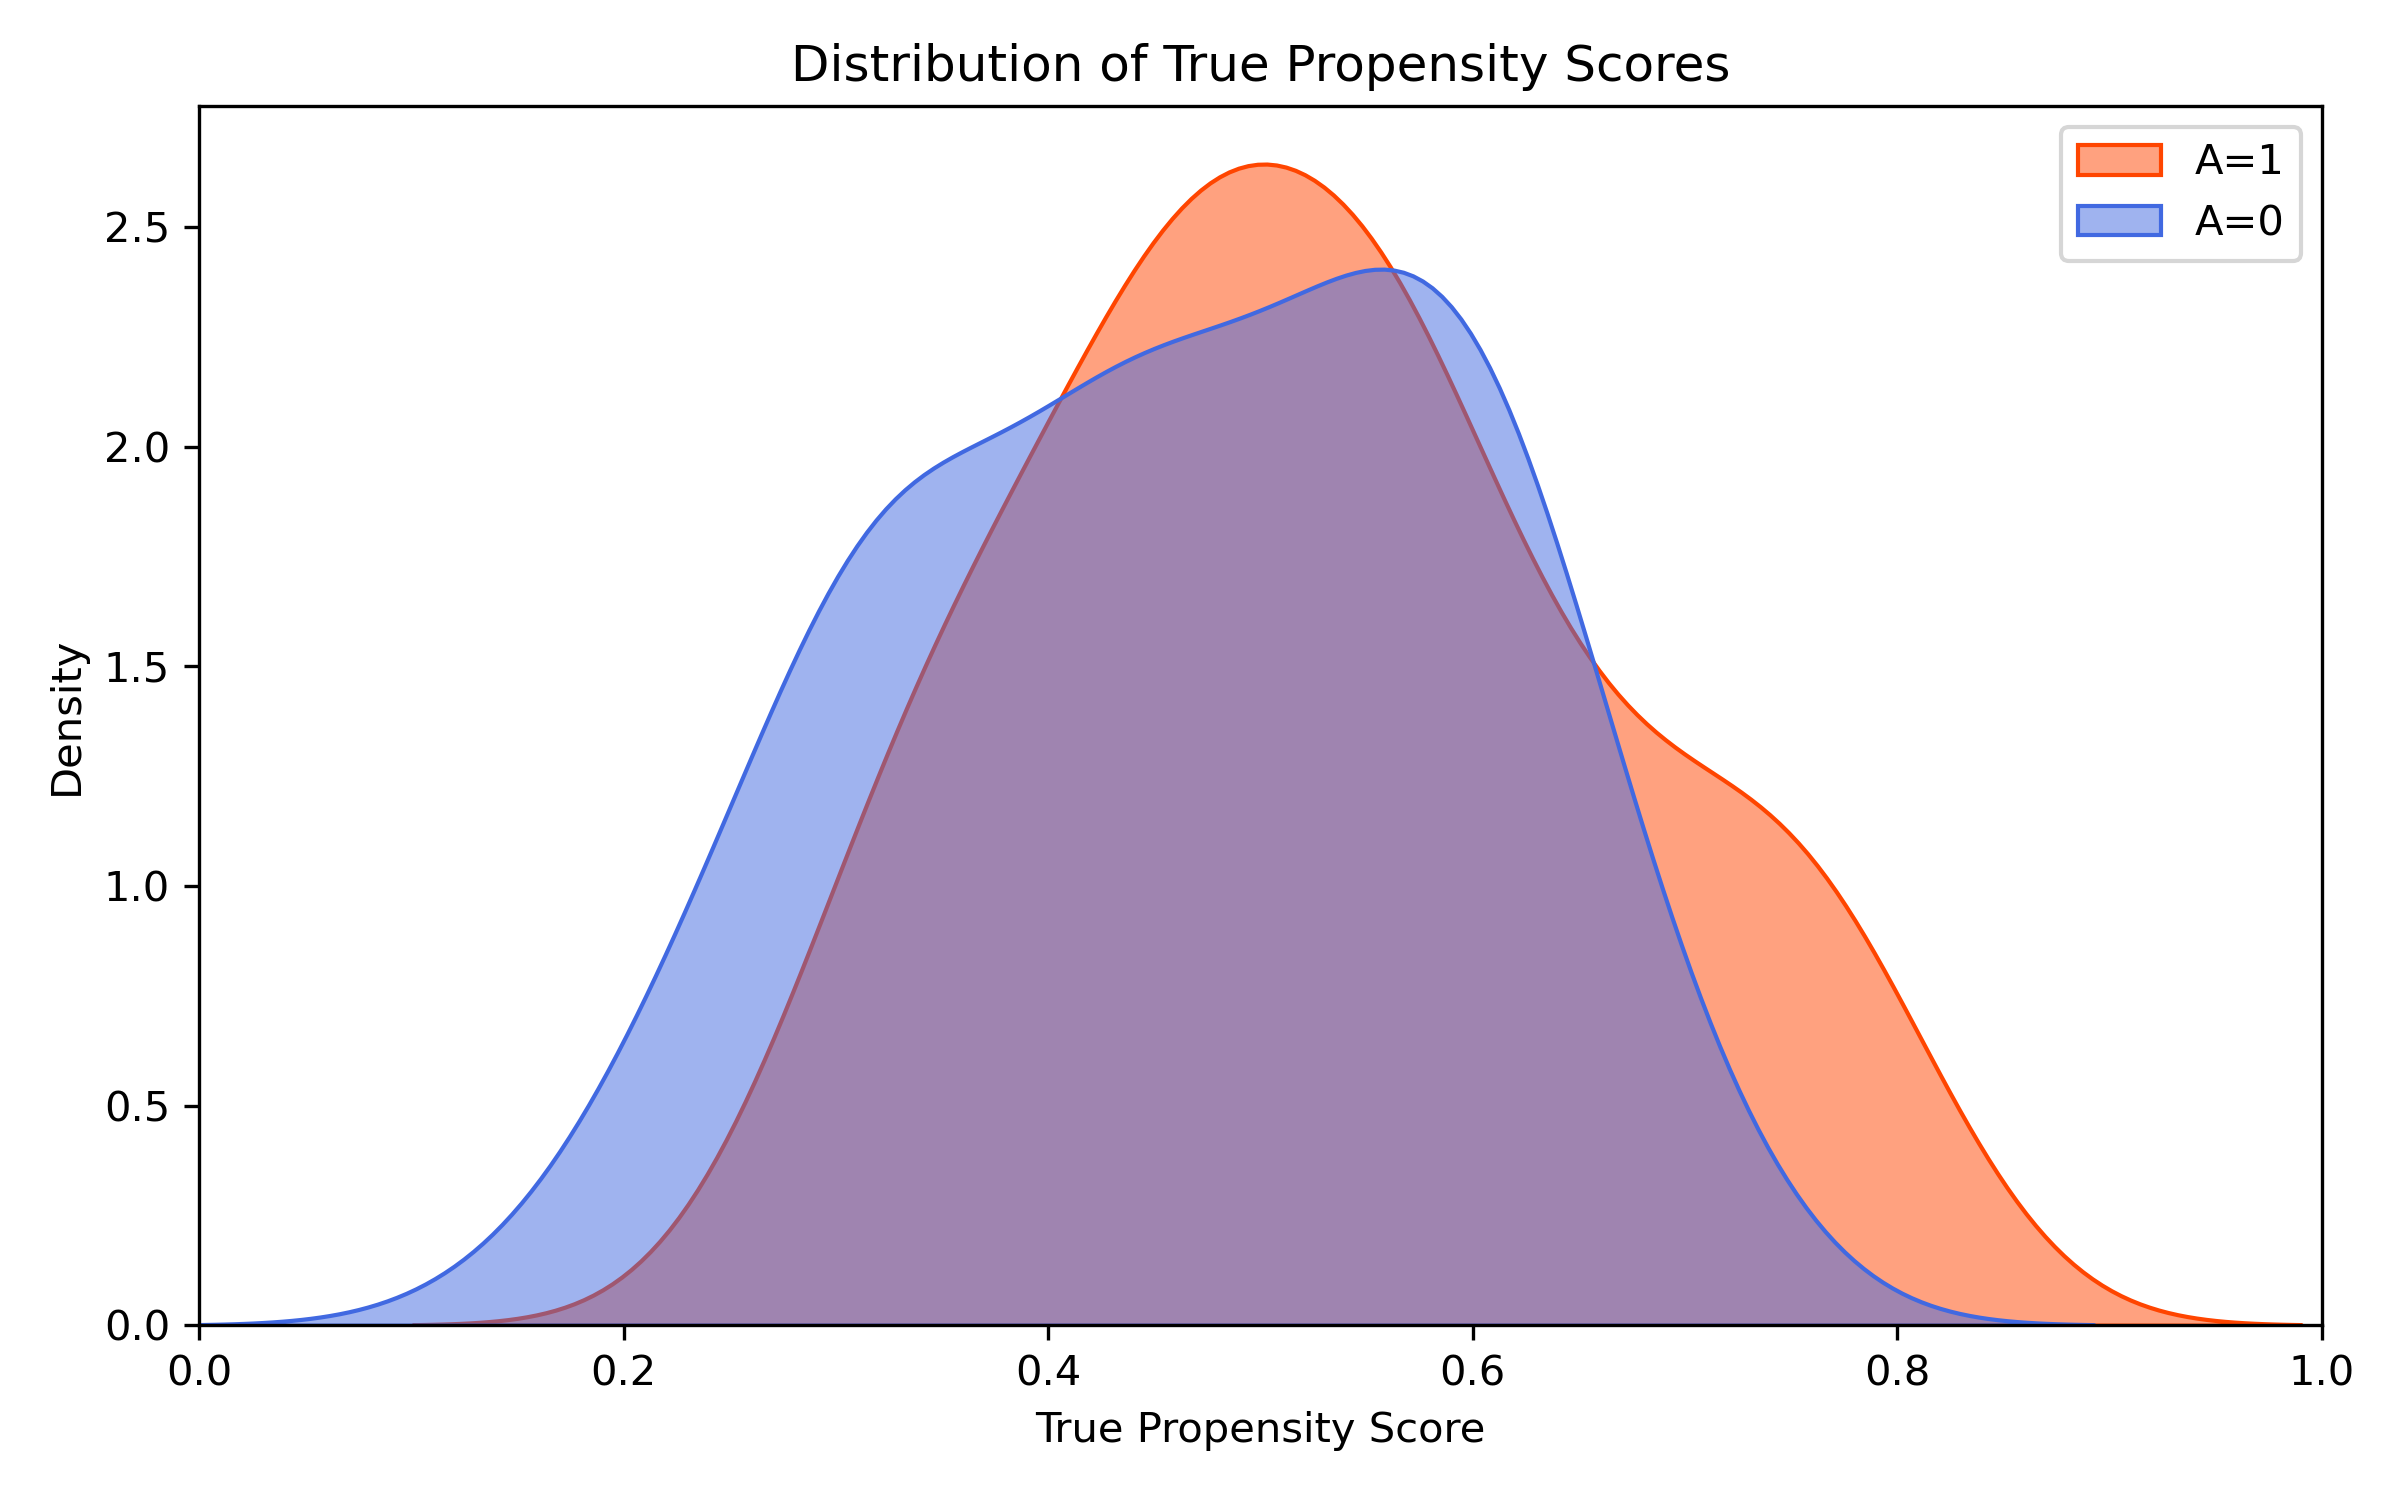 Distribution of True Propensity Scores
A=1
A=0
2.5
2.0
1.5
1.0
0.5
0.0
Density
0.0 0.2 0.4 0.6 0.8 1.0
True Propensity Score